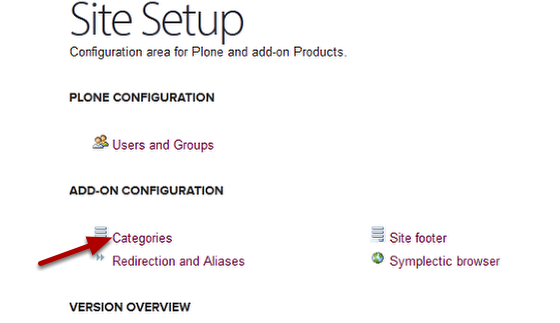 Site Setup
Configuration area for Plone and add-on Products.
PLONE CONFIGURATION
Users and Groups
ADD-ON CONFIGURATION
Categories
Site footer
Redirection and Aliases
Symplectic browser
VERSION OVERVIEW